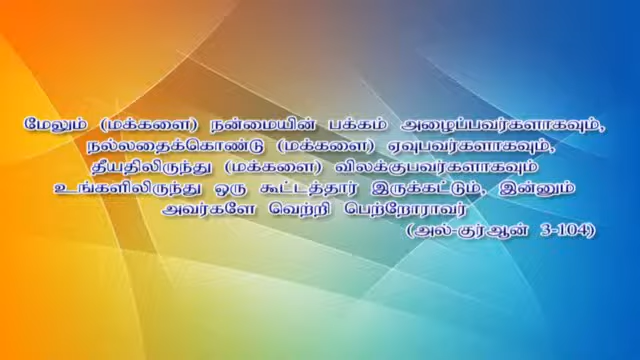 மேலும் (மக்களை) நன்மையின் பக்கம் அழைப்பவர்களாகவும்,
நல்லதைக்கொண்டு (மக்களை) ஏவுபவர்களாகவும்,
தீயதிலிருந்து (மக்களை) விலக்குபவர்களாகவும்
உங்களிலிருந்து ஒரு கூட்டத்தார் இருக்கட்டும், இன்னும்
அவர்களே வெற்றி பெற்றோராவர்
(அல்-குர்ஆன் 3-104)